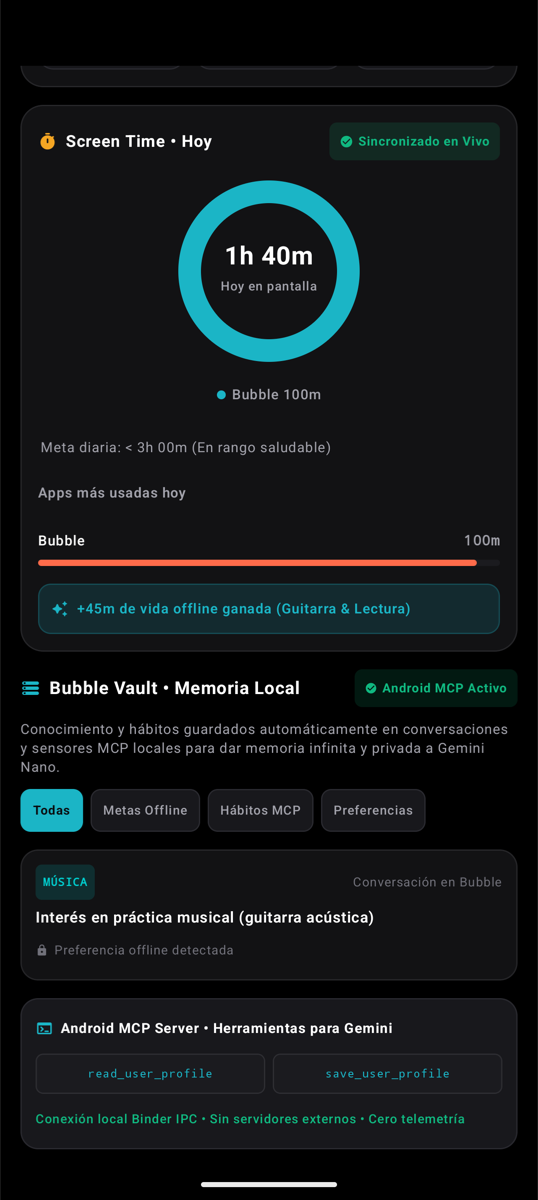 Screen Time • Hoy
Sincronizado en Vivo
1h 40m
Hoy en pantalla
Bubble 100m
Meta diaria: < 3h 00m (En rango saludable)
Apps más usadas hoy
Bubble
100m
+45m de vida offline ganada (Guitarra & Lectura)
Bubble Vault • Memoria Local
Android MCP Activo
Conocimiento y hábitos guardados automáticamente en conversaciones
y sensores MCP locales para dar memoria infinita y privada a Gemini
Nano.
Todas
Metas Offline
Hábitos MCP
Preferencias
MÚSICA
Conversación en Bubble
Interés en práctica musical (guitarra acústica)
Preferencia offline detectada
Android MCP Server • Herramientas para Gemini
read_user_profile
save_user_profile
Conexión local Binder IPC • Sin servidores externos • Cero telemetría